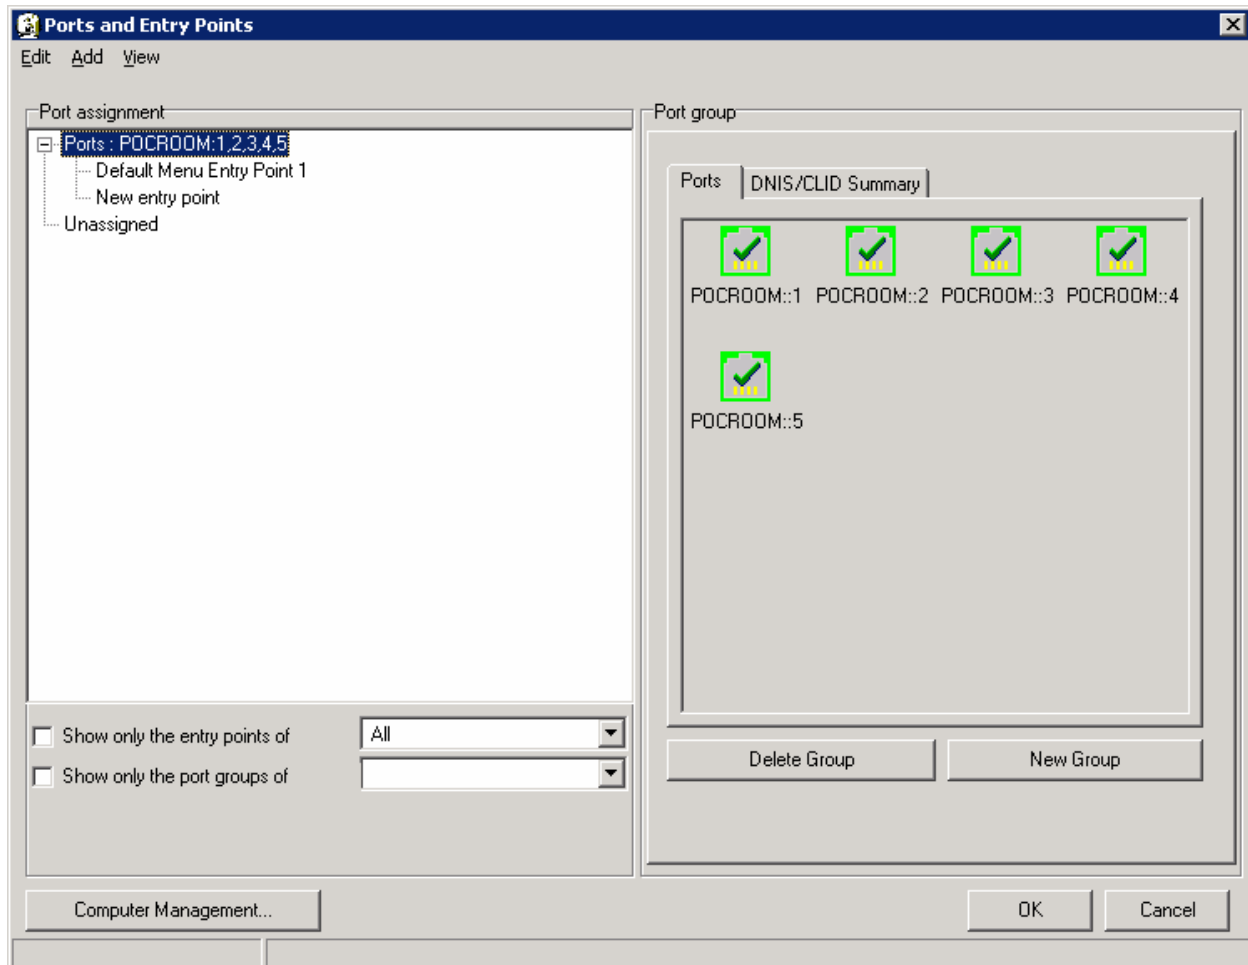 Ports and Entry Points
Edit Add View
Port assignment
Ports : POCROOM:1,2,3,4,5
Default Menu Entry Point 1
New entry point
Unassigned
Show only the entry points of
All
Show only the port groups of
Port group
Ports
DNIS/CLID Summary
POCROOM::1 POCROOM::2 POCROOM::3 POCROOM::4
POCROOM::5
Delete Group
New Group
Computer Management...
OK
Cancel